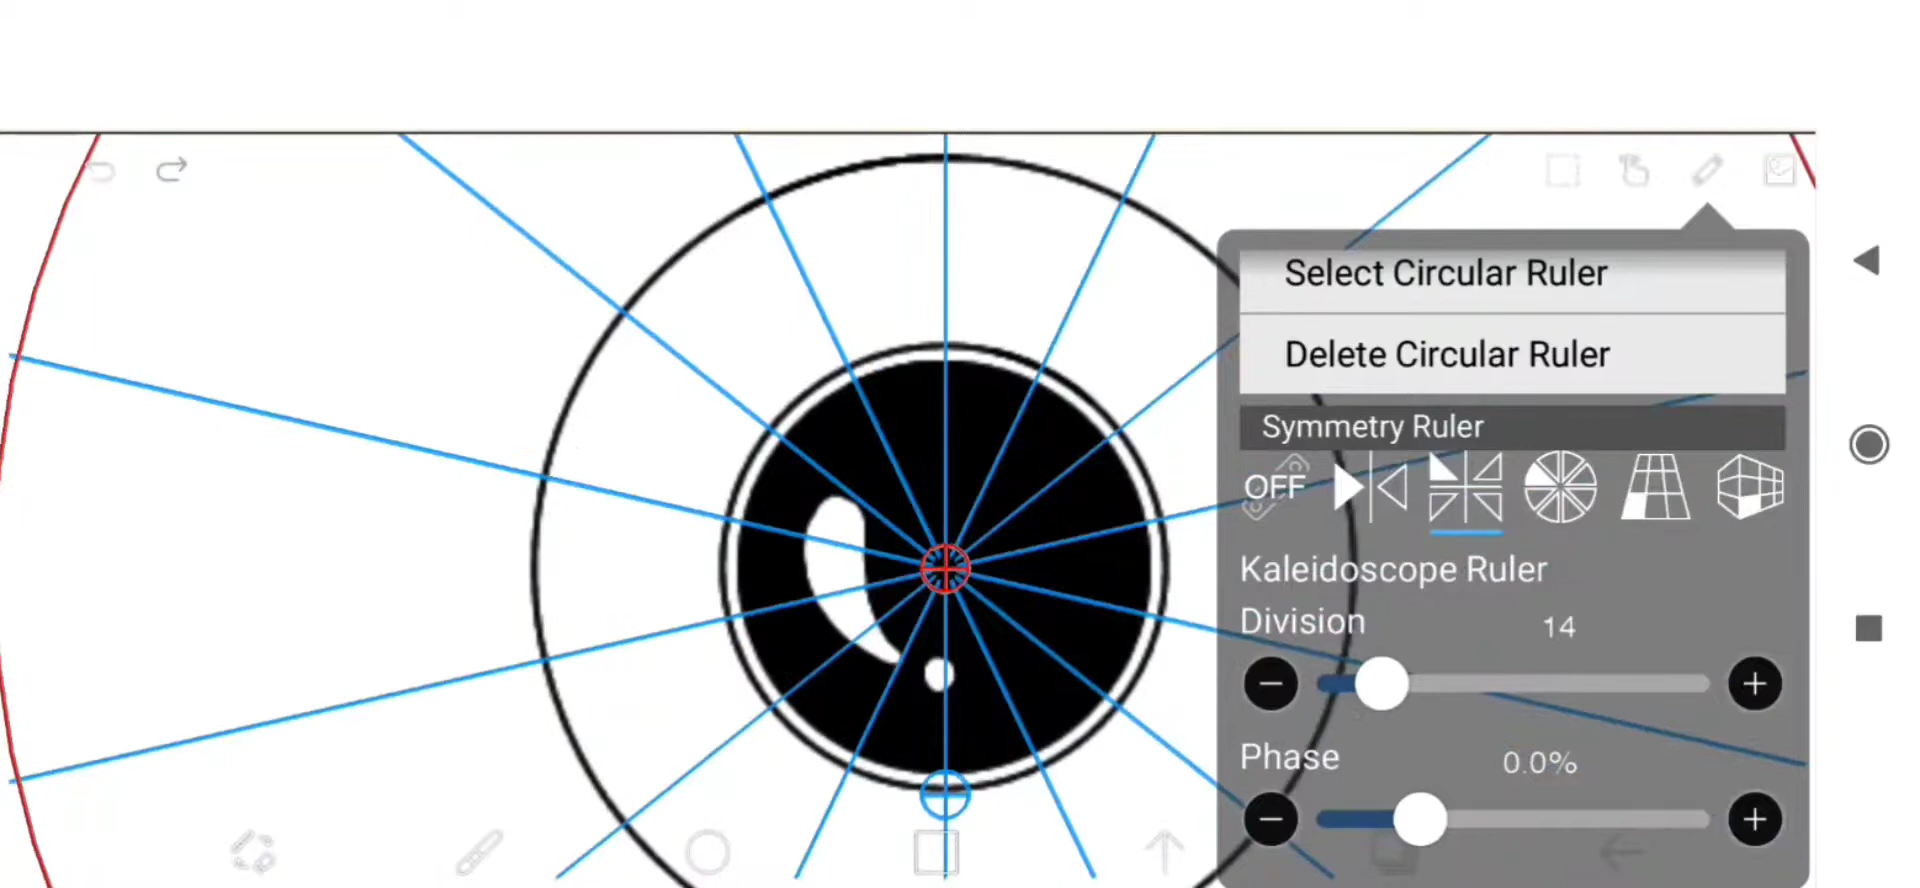 Select Circular Ruler
Delete Circular Ruler
Symmetry Ruler
OFF
Kaleidoscope Ruler
Division 14
Phase 0.0%